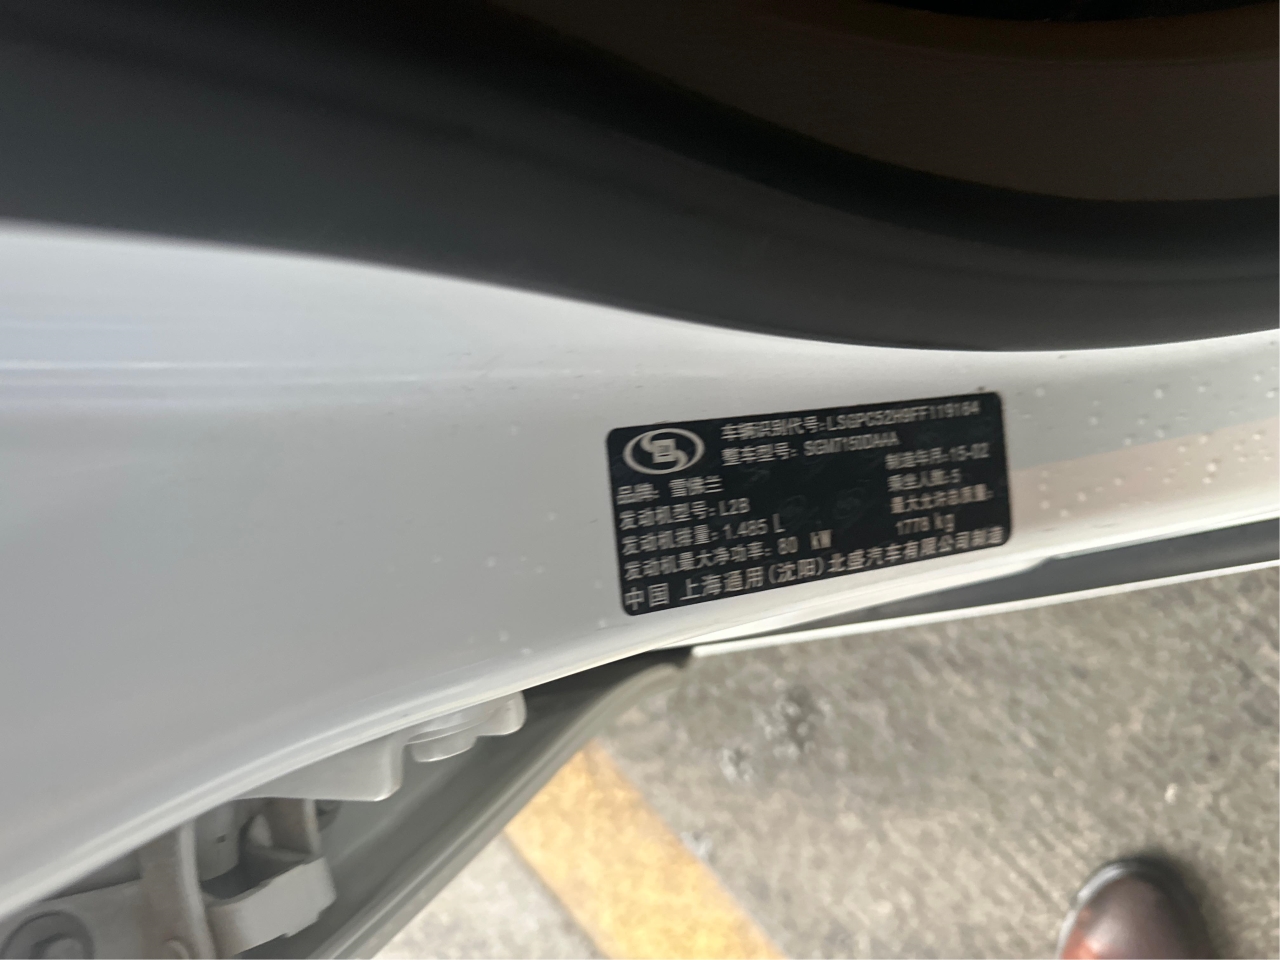 车辆识别代号:LSGPC52H9FF119164
整车型号: SGM7150DAAA
品牌: 雪佛兰 制造年月:15-02
发动机型号:L2B 乘坐人数:5
发动机排量:1.485 L 最大允许总质量:
发动机最大净功率: 80 kW 1778 kg
中国 上海通用(沈阳)北盛汽车有限公司制造